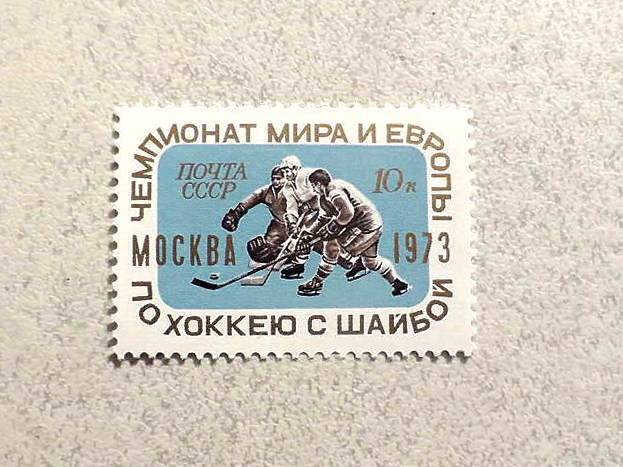 ЧЕМПИОНАТ МИРА И ЕВРОПЫ
ПО ХОККЕЮ С ШАЙБОЙ
ПОЧТА
СССР
10к
МОСКВА 1973